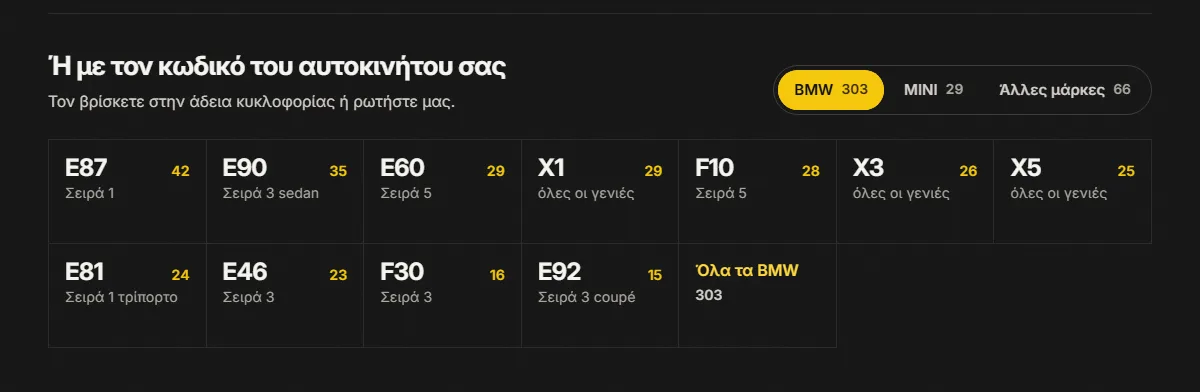 Ή με τον κωδικό του αυτοκινήτου σας
Τον βρίσκετε στην άδεια κυκλοφορίας ή ρωτήστε μας.
BMW 303 MINI 29 Άλλες μάρκες 66
E87 42
Σειρά 1
E90 35
Σειρά 3 sedan
E60 29
Σειρά 5
X1 29
όλες οι γενιές
F10 28
Σειρά 5
X3 26
όλες οι γενιές
X5 25
όλες οι γενιές
E81 24
Σειρά 1 τρίπορτο
E46 23
Σειρά 3
F30 16
Σειρά 3
E92 15
Σειρά 3 coupé
Όλα τα BMW
303